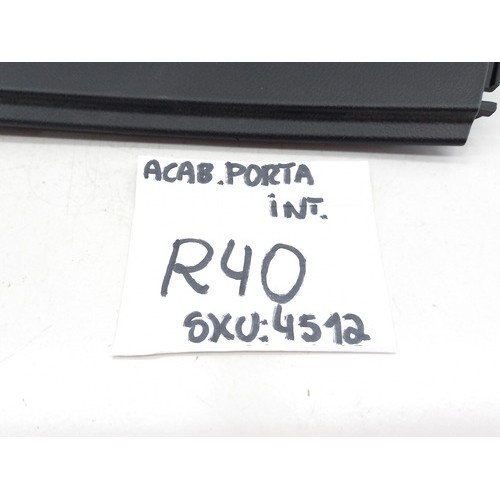 ACAB. PORTA
INT.
R40
SXU: 4512